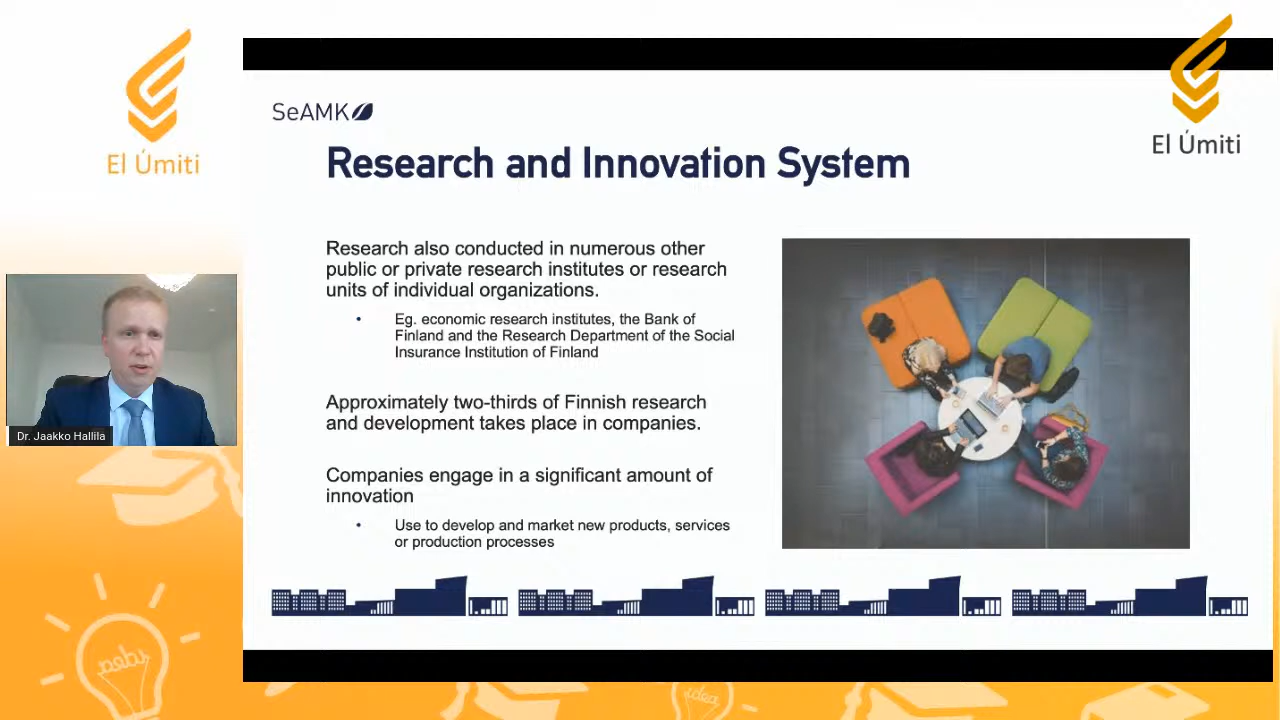 El Úmiti
El Úmiti
SeAMK
Research and Innovation System
Research also conducted in numerous other
public or private research institutes or research
units of individual organizations.
• Eg. economic research institutes, the Bank of
Finland and the Research Department of the Social
Insurance Institution of Finland
Approximately two-thirds of Finnish research
and development takes place in companies.
Companies engage in a significant amount of
innovation
• Use to develop and market new products, services
or production processes
Dr. Jaakko Hallila
idea
idea